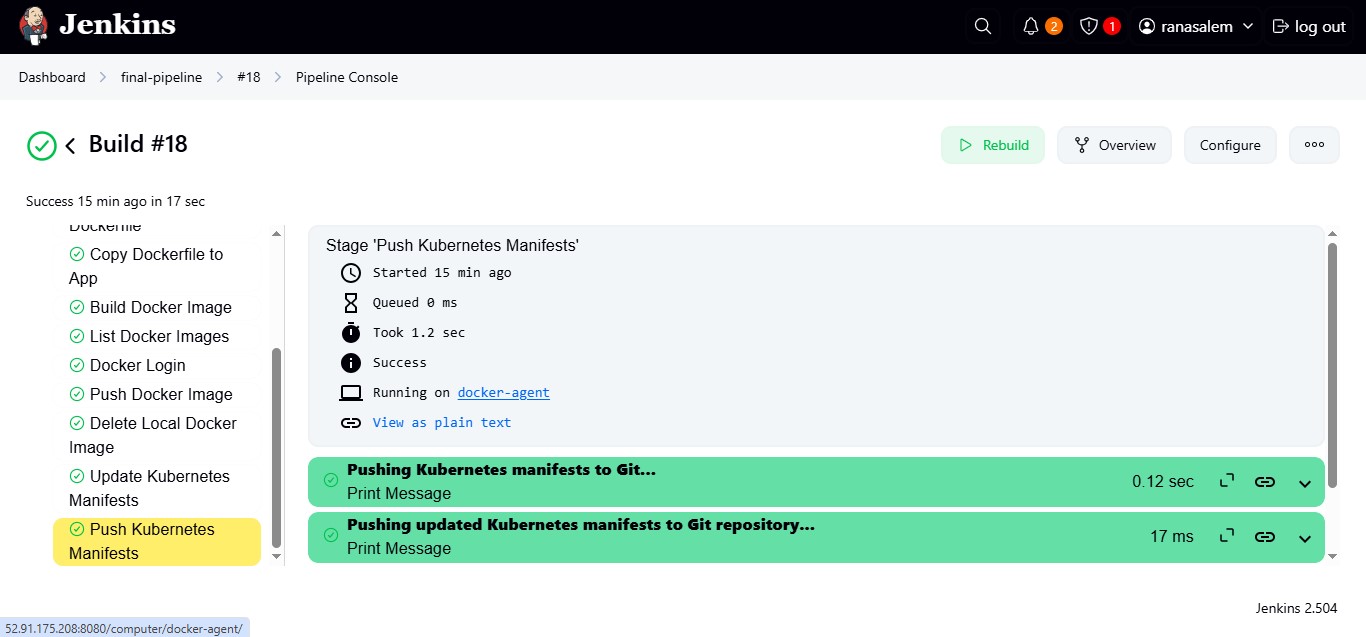 Jenkins
2
1
ranasalem
log out
Dashboard
final-pipeline
#18
Pipeline Console
Build #18
Rebuild
Overview
Configure
Success 15 min ago in 17 sec
Dockerfile
Copy Dockerfile to
App
Build Docker Image
List Docker Images
Docker Login
Push Docker Image
Delete Local Docker
Image
Update Kubernetes
Manifests
Push Kubernetes
Manifests
Stage 'Push Kubernetes Manifests'
Started 15 min ago
Queued 0 ms
Took 1.2 sec
Success
Running on docker-agent
View as plain text
Pushing Kubernetes manifests to Git...
Print Message
0.12 sec
Pushing updated Kubernetes manifests to Git repository...
Print Message
17 ms
Jenkins 2.504
52.91.175.208:8080/computer/docker-agent/